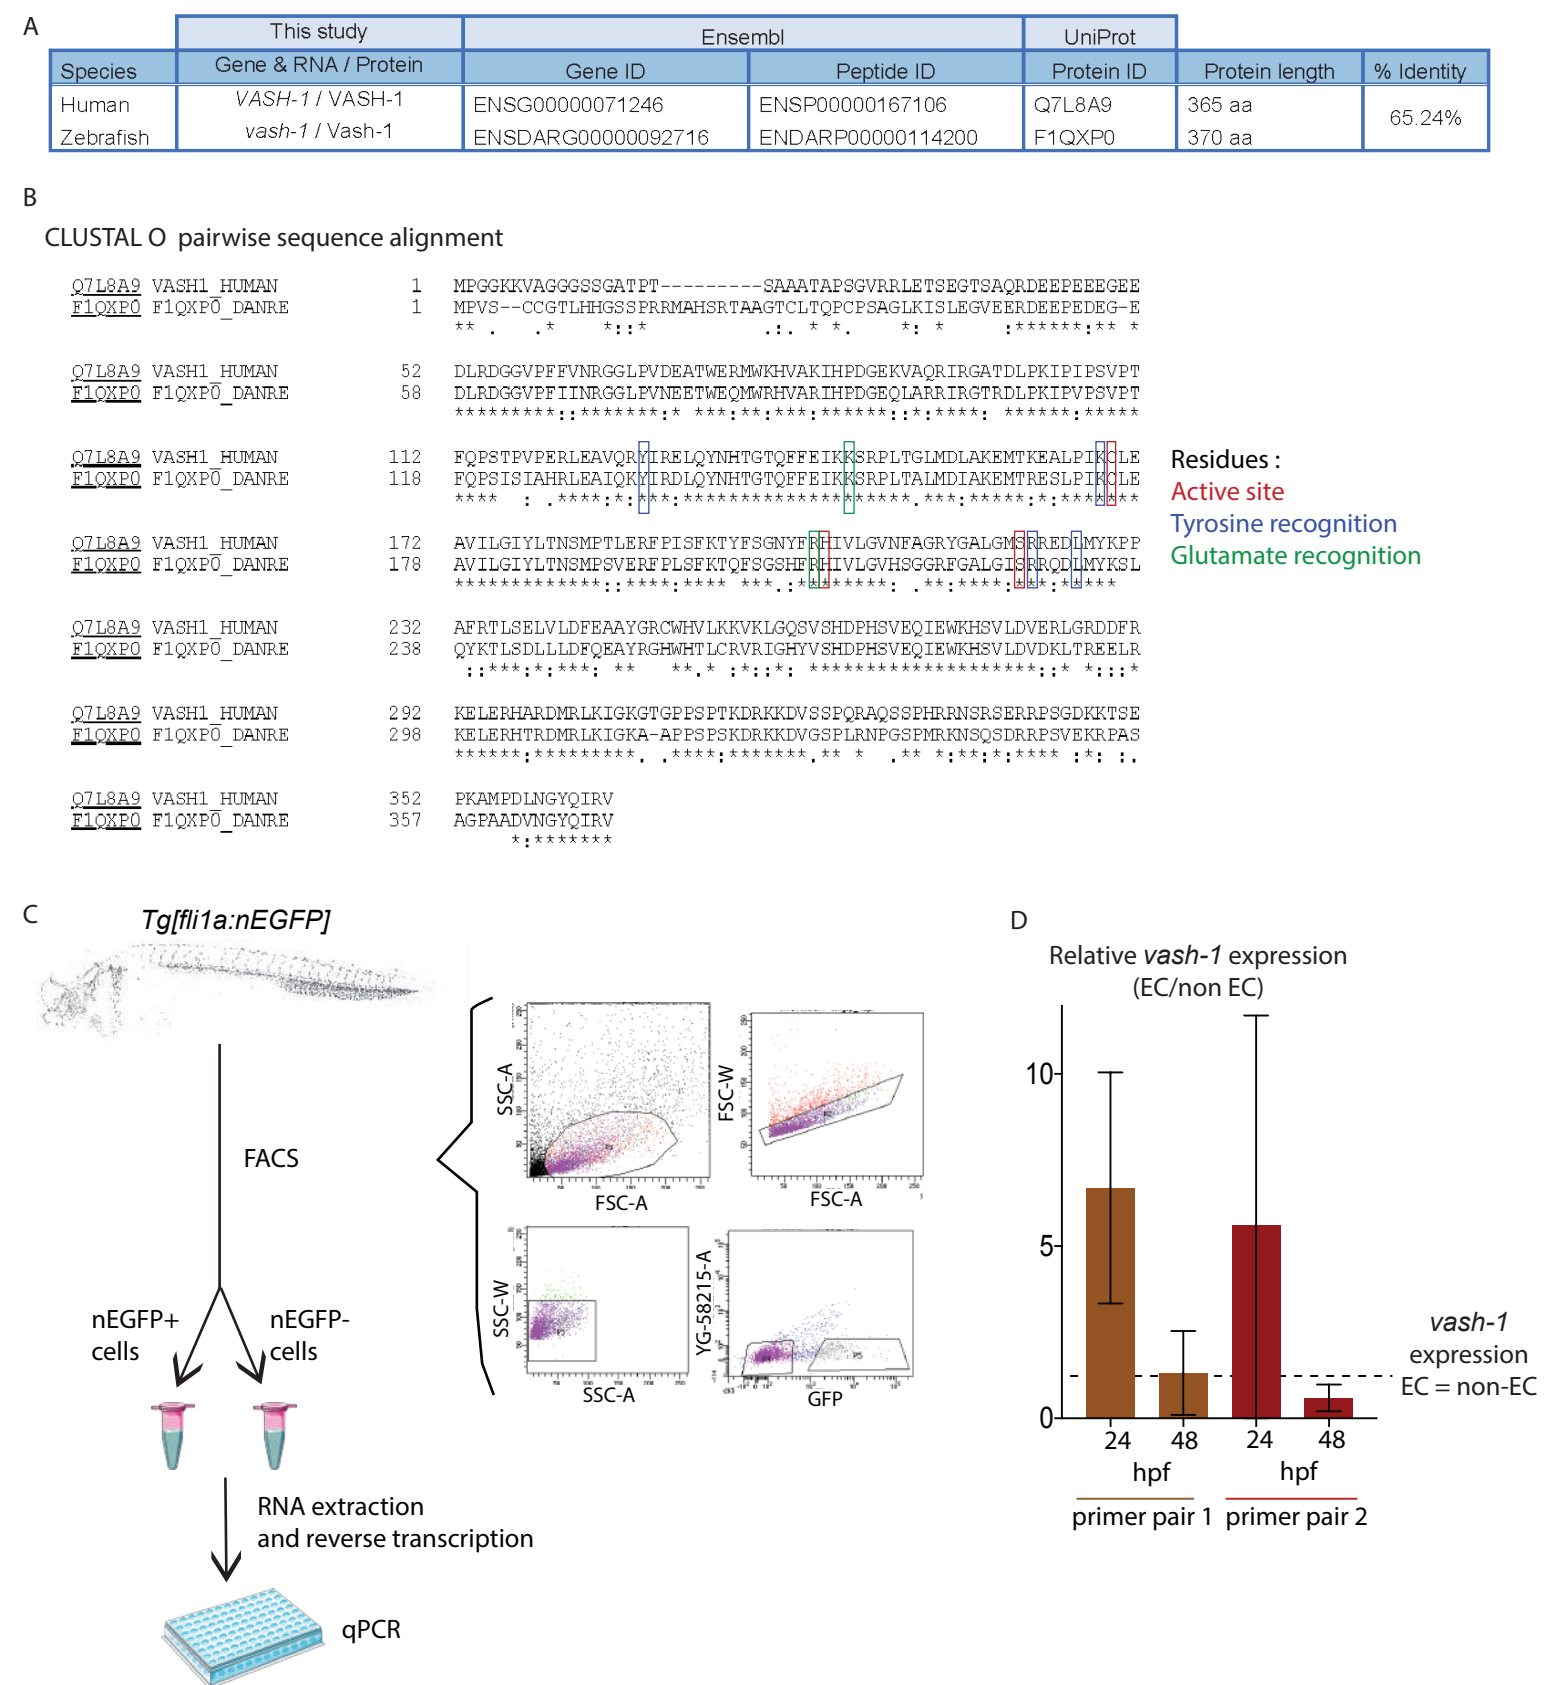 A
This study
Ensembl
UniProt
Species
Gene & RNA / Protein
Gene ID
Peptide ID
Protein ID
Protein length
% Identity
Human
VASH-1 / VASH-1
ENSG00000071246
ENSP00000167106
Q7L8A9
365 aa
65.24%
Zebrafish
vash-1 / Vash-1
ENSDARG00000092716
ENDARP00000114200
F1QXP0
370 aa
B
CLUSTAL O pairwise sequence alignment
Q7L8A9 VASH1_HUMAN 1 MPGGKKVAGGGSSGATPT---------SAAATAPSGVRRLETSEGTSAQRDEEPEEEGEE
F1QXP0 F1QXP0_DANRE 1 MPVS--CCGTLHHGSSPRRMAHSRTAAGTCLTQPCPSAGLKISLEGVEERDEEPEDEG-E
Q7L8A9 VASH1_HUMAN 52 DLRDGGVPFFVNRGGLPVDEATWERMWKHVAKIHPDGEKVAQRIRGATDLPKIPIPSVPT
F1QXP0 F1QXP0_DANRE 58 DLRDGGVPFIINRGGLPVNEETWEQMWRHVARIHPDGEQLARRIRGTRDLPKIPVPSVPT
Q7L8A9 VASH1_HUMAN 112 FQPSTPVPERLEAVQRYIRELQYNHTGTQFFEIKKSRPLTGLMDLAKEMTKEALPIKCLE
F1QXP0 F1QXP0_DANRE 118 FQPSISIAHRLEAIQKYIRDLQYNHTGTQFFEIKKSRPLTALMDIAKEMTRESLPIKCLE
Residues :
Active site
Tyrosine recognition
Glutamate recognition
Q7L8A9 VASH1_HUMAN 172 AVILGIYLTNSMPTLERFPISFKTYFSGNYFRHIVLGVNFAGRYGALGMSRREDLMYKPP
F1QXP0 F1QXP0_DANRE 178 AVILGIYLTNSMPSVERFPLSFKTQFSGSHFRHIVLGVHSGGRFGALGISRRQDLMYKSL
Q7L8A9 VASH1_HUMAN 232 AFRTLSELVLDFEAAYGRCWHVLKKVKLGQSVSHDPHSVEQIEWKHSVLDVERLGRDDFR
F1QXP0 F1QXP0_DANRE 238 QYKTLSDLLLDFQEAYRGHWHTLCRVRIGHYVSHDPHSVEQIEWKHSVLDVDKLTREELR
Q7L8A9 VASH1_HUMAN 292 KELERHARDMRLKIGKGTGPPSPTKDRKKDVSSPQRAQSSPHRRNSRSERRPSGDKKTSE
F1QXP0 F1QXP0_DANRE 298 KELERHTRDMRLKIGKA-APPSPSKDRKKDVGSPLRNPGSPMRKNSQSDRRPSVEKRPAS
Q7L8A9 VASH1_HUMAN 352 PKAMPDLNGYQIRV
F1QXP0 F1QXP0_DANRE 357 AGPAADVNGYQIRV
C
Tg[fli1a:nEGFP]
FACS
nEGFP+
cells
nEGFP-
cells
RNA extraction
and reverse transcription
qPCR
SSC-A
FSC-A
FSC-W
FSC-A
SSC-W
SSC-A
YG-58215-A
GFP
P5
D
Relative vash-1 expression
(EC/non EC)
10
5
0
24
48
24
48
hpf
hpf
primer pair 1
primer pair 2
vash-1
expression
EC = non-EC